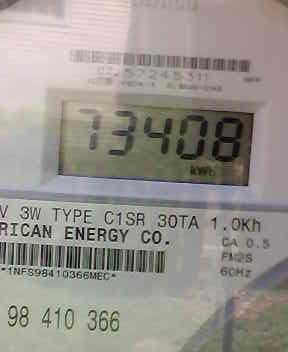 57245311
73408
kWh
V 3W TYPE C1SR 30TA 1.0Kh
RICAN ENERGY CO.
CA 0.5
FM2S
60Hz
*1NFS98410366MEC*
98 410 366